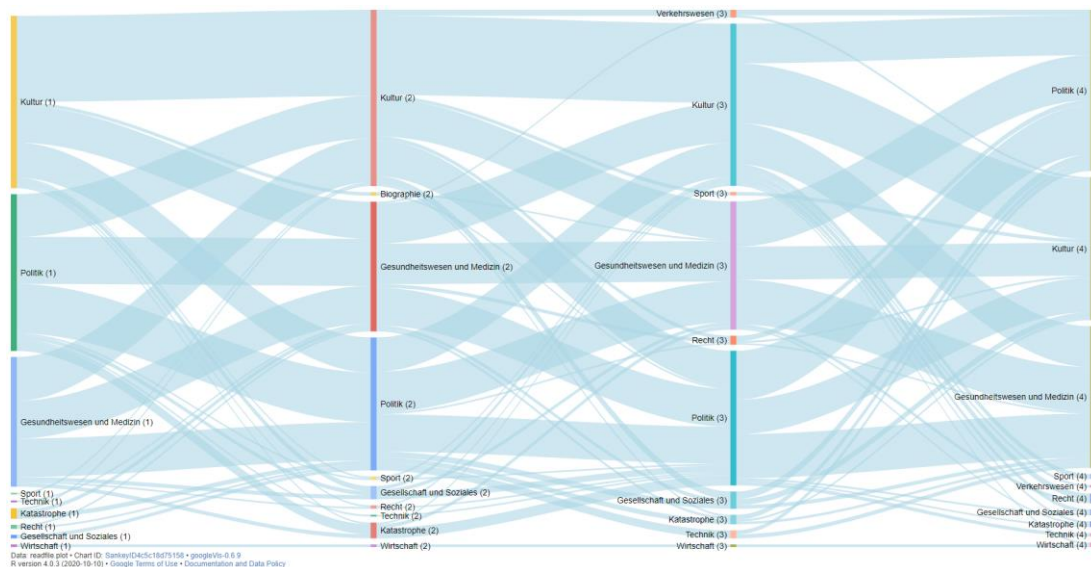 Kultur (1)
Politik (1)
Gesundheitswesen und Medizin (1)
Sport (1)
Technik (1)
Katastrophe (1)
Recht (1)
Gesellschaft und Soziales (1)
Wirtschaft (1)
Kultur (2)
Biographie (2)
Gesundheitswesen und Medizin (2)
Politik (2)
Sport (2)
Gesellschaft und Soziales (2)
Recht (2)
Technik (2)
Katastrophe (2)
Wirtschaft (2)
Verkehrswesen (3)
Kultur (3)
Sport (3)
Gesundheitswesen und Medizin (3)
Recht (3)
Politik (3)
Gesellschaft und Soziales (3)
Katastrophe (3)
Technik (3)
Wirtschaft (3)
Politik (4)
Kultur (4)
Gesundheitswesen und Medizin (4)
Sport (4)
Verkehrswesen (4)
Recht (4)
Gesellschaft und Soziales (4)
Katastrophe (4)
Technik (4)
Wirtschaft (4)
Data: readfile.plot • Chart ID: SankeyID4c5c16d75156 • googleVis-0.6.9
R version 4.0.3 (2020-10-10) • Google Terms of Use • Documentation and Data Policy